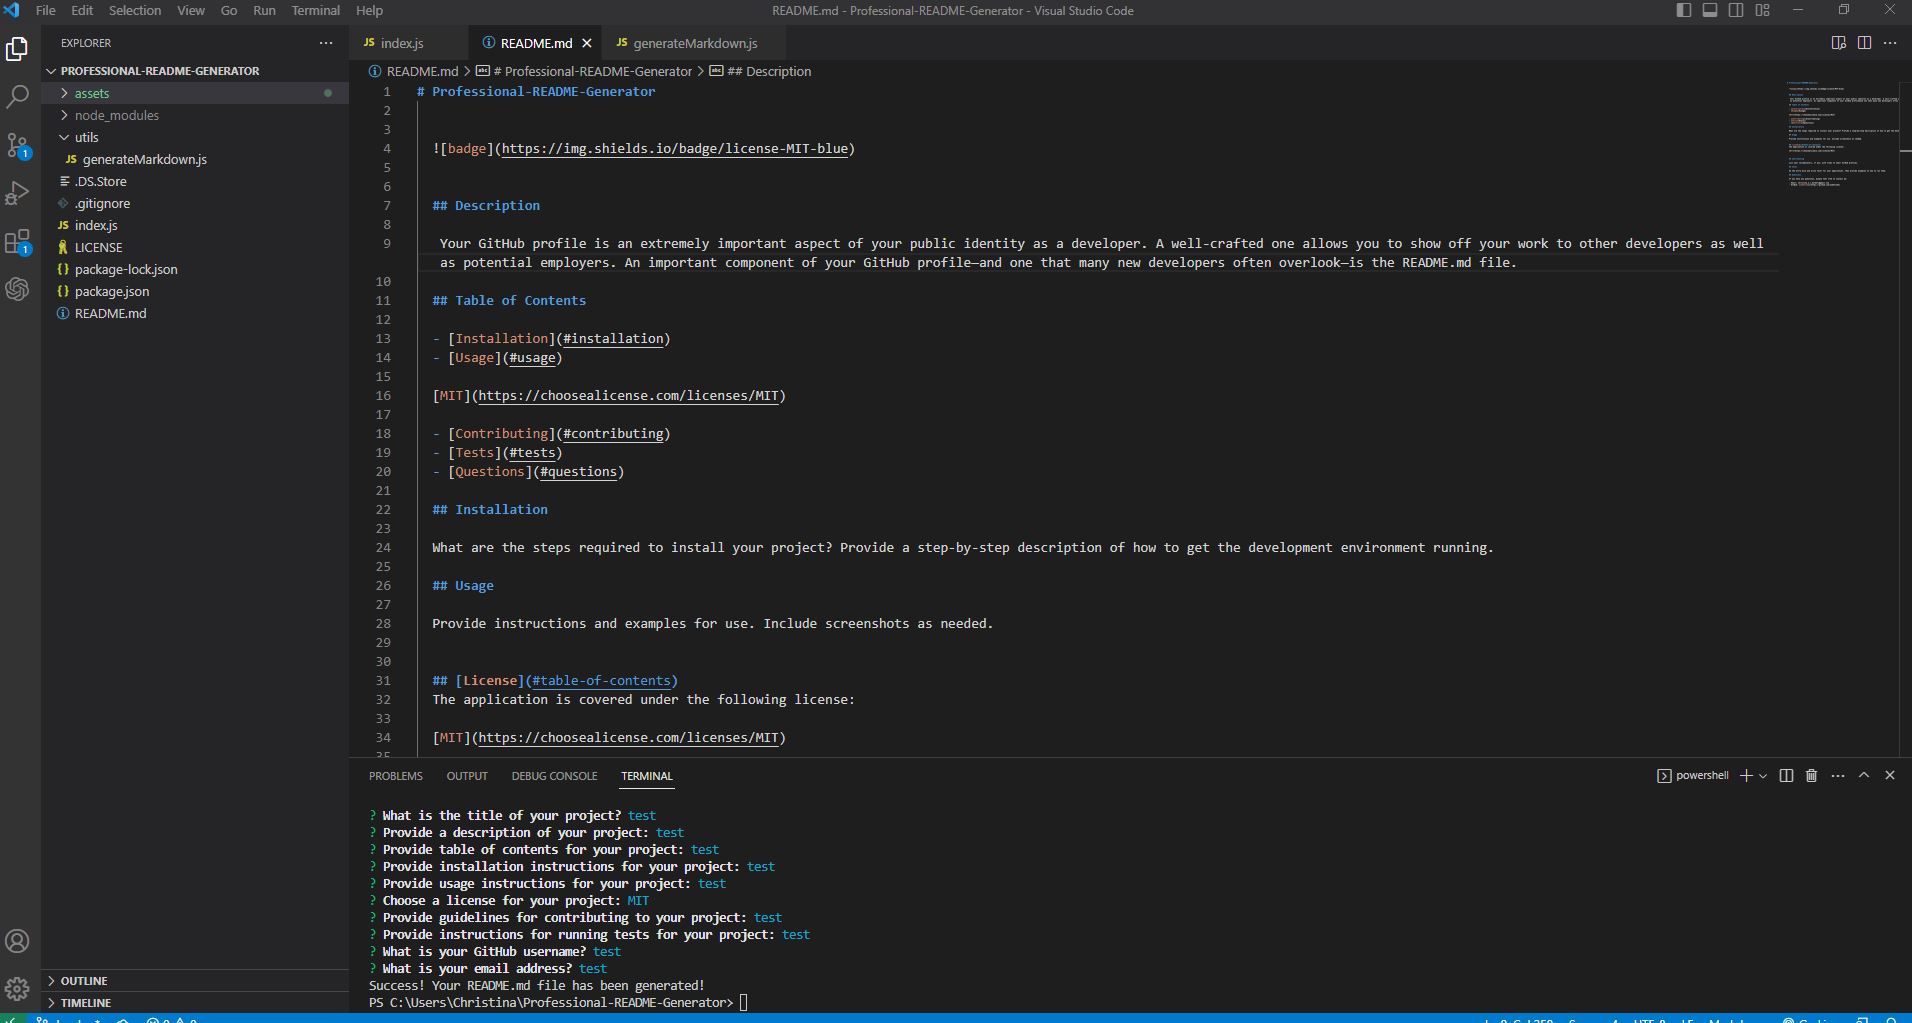 File Edit Selection View Go Run Terminal Help
README.md - Professional-README-Generator - Visual Studio Code
EXPLORER
PROFESSIONAL-README-GENERATOR
assets
node_modules
utils
JS generateMarkdown.js
.DS.Store
.gitignore
JS index.js
LICENSE
{} package-lock.json
{} package.json
README.md
1
1
OUTLINE
TIMELINE
JS index.js
README.md
JS generateMarkdown.js
README.md > # Professional-README-Generator > ## Description
1 # Professional-README-Generator
2
3
4 ![badge](https://img.shields.io/badge/license-MIT-blue)
5
6
7 ## Description
8
9 Your GitHub profile is an extremely important aspect of your public identity as a developer. A well-crafted one allows you to show off your work to other developers as well
as potential employers. An important component of your GitHub profile—and one that many new developers often overlook—is the README.md file.
10
11 ## Table of Contents
12
13 - [Installation](#installation)
14 - [Usage](#usage)
15
16 [MIT](https://choosealicense.com/licenses/MIT)
17
18 - [Contributing](#contributing)
19 - [Tests](#tests)
20 - [Questions](#questions)
21
22 ## Installation
23
24 What are the steps required to install your project? Provide a step-by-step description of how to get the development environment running.
25
26 ## Usage
27
28 Provide instructions and examples for use. Include screenshots as needed.
29
30
31 ## [License](#table-of-contents)
32 The application is covered under the following license:
33
34 [MIT](https://choosealicense.com/licenses/MIT)
35
PROBLEMS OUTPUT DEBUG CONSOLE TERMINAL
powershell
? What is the title of your project? test
? Provide a description of your project: test
? Provide table of contents for your project: test
? Provide installation instructions for your project: test
? Provide usage instructions for your project: test
? Choose a license for your project: MIT
? Provide guidelines for contributing to your project: test
? Provide instructions for running tests for your project: test
? What is your GitHub username? test
? What is your email address? test
Success! Your README.md file has been generated!
PS C:\Users\Christina\Professional-README-Generator>